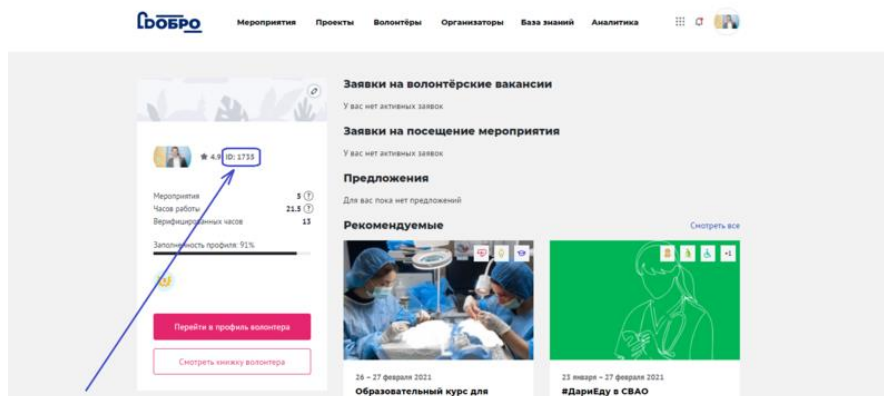 ДОБРО
Мероприятия Проекты Волонтёры Организаторы База знаний Аналитика
Заявки на волонтёрские вакансии
У вас нет активных заявок
Заявки на посещение мероприятия
У вас нет активных заявок
Предложения
Для вас пока нет предложений
Рекомендуемые Смотреть все
★ 4.9 ID: 1735
Мероприятия 5 ?
Часов работы 21.5 ?
Верифицированных часов 13
Заполненность профиля: 91%
Перейти в профиль волонтера
Смотреть книжку волонтера
+1
26 – 27 февраля 2021
Образовательный курс для
23 января – 27 февраля 2021
#ДариЕду в СВАО